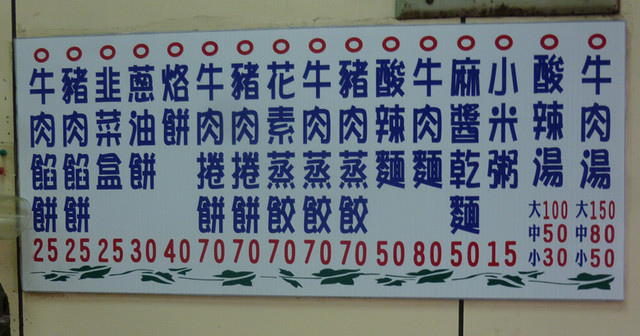 牛肉餡餅 25
豬肉餡餅 25
韭菜盒 25
蔥油餅 30
烙餅 40
牛肉捲餅 70
豬肉捲餅 70
花素蒸餃 70
牛肉蒸餃 70
豬肉蒸餃 70
酸辣麵 50
牛肉麵 80
麻醬乾麵 50
小米粥 15
酸辣湯 大100 中50 小30
牛肉湯 大150 中80 小50